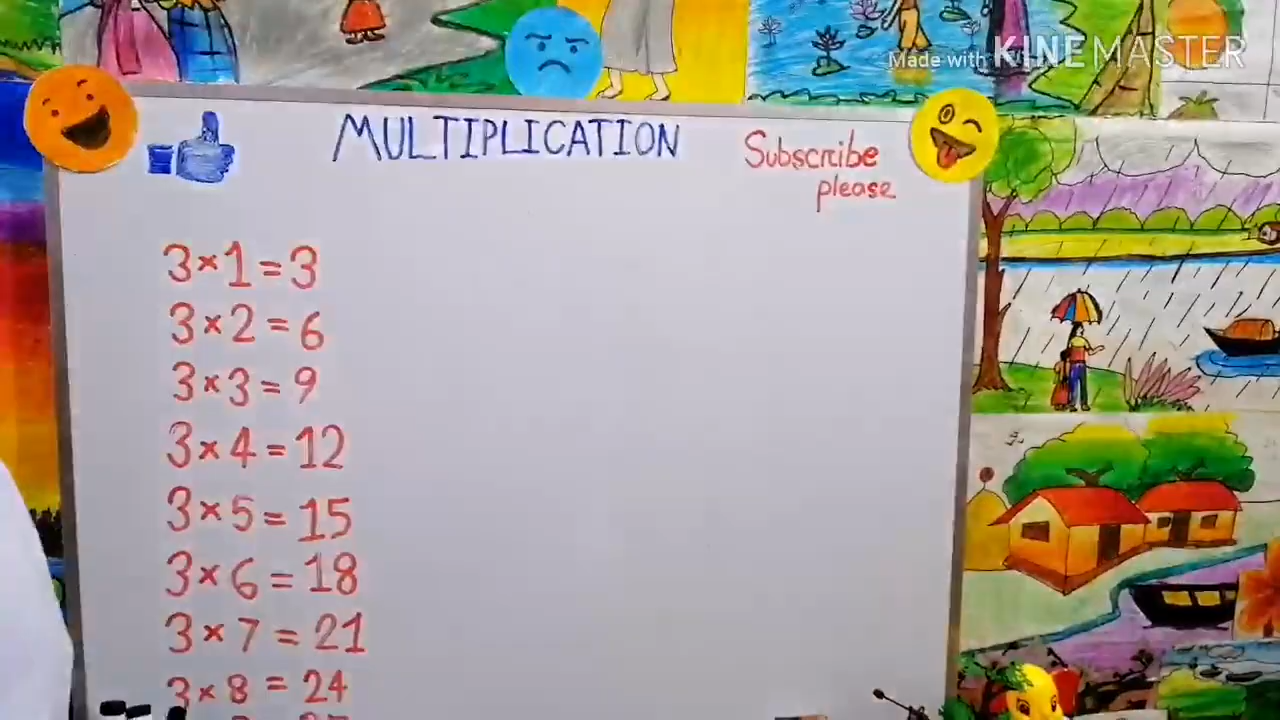 Made with KINEMASTER
MULTIPLICATION
Subscribe
please
3×1=3
3×2=6
3×3=9
3×4=12
3×5=15
3×6=18
3×7=21
3×8=24